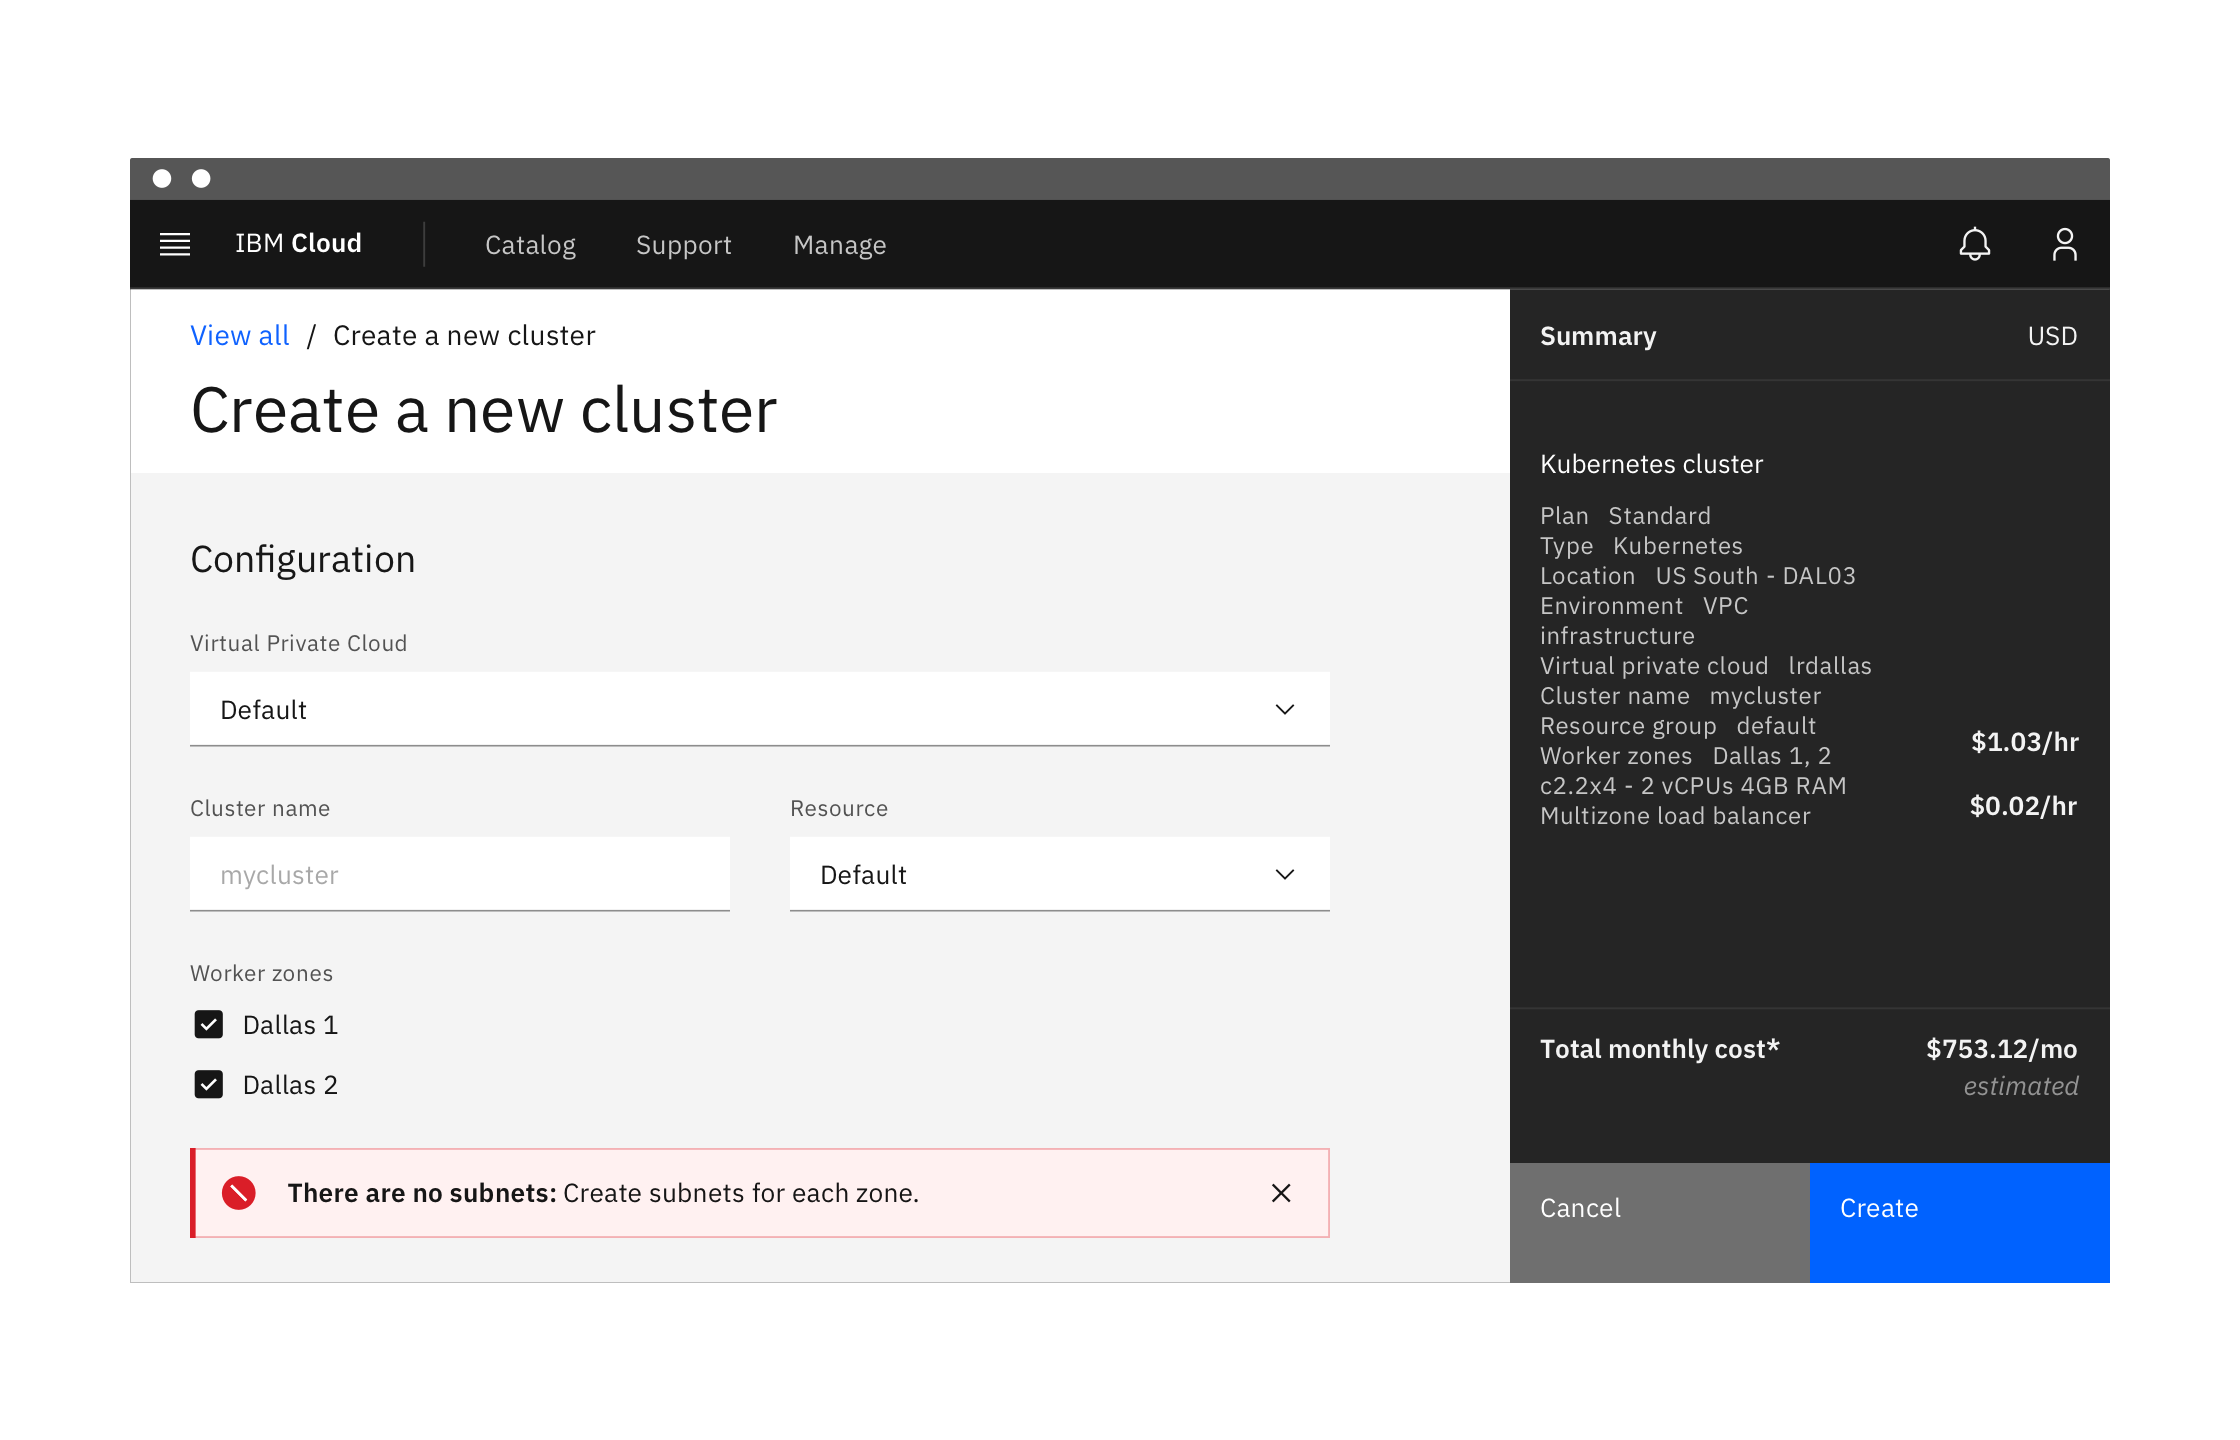 IBM Cloud
Catalog
Support
Manage
View all / Create a new cluster
Create a new cluster
Configuration
Virtual Private Cloud
Default
Cluster name
Resource
mycluster
Default
Worker zones
Dallas 1
Dallas 2
There are no subnets: Create subnets for each zone.
Summary
USD
Kubernetes cluster
Plan Standard
Type Kubernetes
Location US South - DAL03
Environment VPC
infrastructure
Virtual private cloud lrdallas
Cluster name mycluster
Resource group default
$1.03/hr
Worker zones Dallas 1, 2
c2.2x4 - 2 vCPUs 4GB RAM
$0.02/hr
Multizone load balancer
Total monthly cost*
$753.12/mo
estimated
Cancel
Create